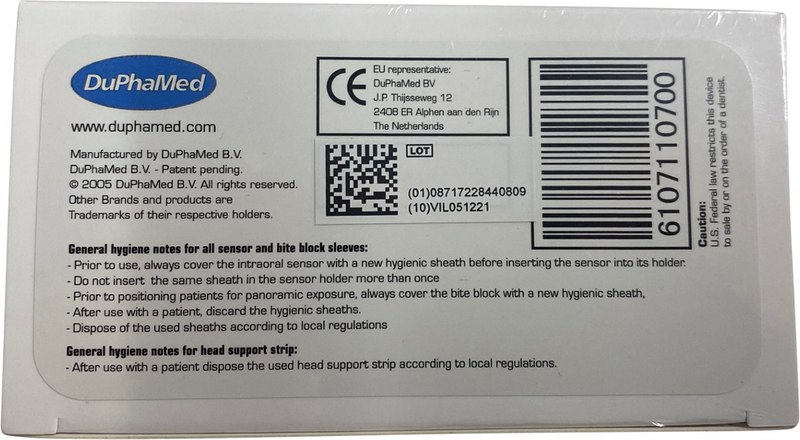 DuPhaMed
www.duphamed.com
Manufactured by DuPhaMed B.V.
DuPhaMed B.V. - Patent pending.
© 2005 DuPhaMed B.V. All rights reserved.
Other Brands and products are
Trademarks of their respective holders.
CE
EU representative:
DuPhaMed BV
J.P. Thijsseweg 12
2408 ER Alphen aan den Rijn
The Netherlands
LOT
(01)08717228440809
(10)VIL051221
6107110700
Caution:
U.S. Federal law restricts this device
to sale by or on the order of a dentist.
General hygiene notes for all sensor and bite block sleeves:
- Prior to use, always cover the intraoral sensor with a new hygienic sheath before inserting the sensor into its holder.
- Do not insert the same sheath in the sensor holder more than once
- Prior to positioning patients for panoramic exposure, always cover the bite block with a new hygienic sheath,
- After use with a patient, discard the hygienic sheaths.
- Dispose of the used sheaths according to local regulations
General hygiene notes for head support strip:
- After use with a patient dispose the used head support strip according to local regulations.